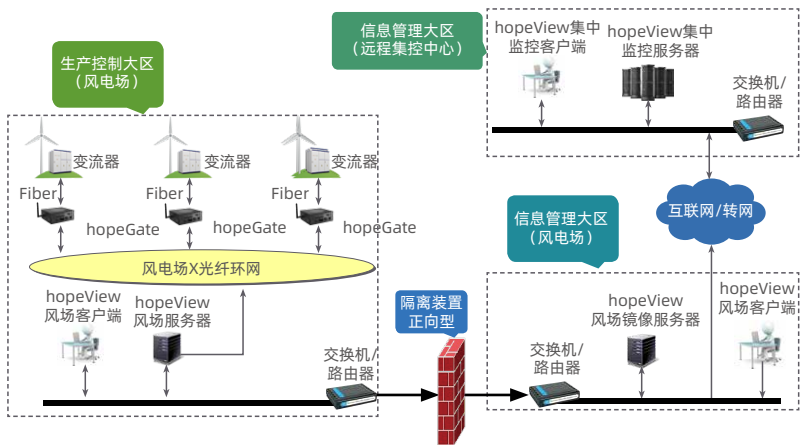 生产控制大区
（风电场）
变流器
变流器
变流器
Fiber
Fiber
Fiber
hopeGate
hopeGate
hopeGate
风电场X光纤环网
hopeView
风场客户端
hopeView
风场服务器
交换机/
路由器
隔离装置
正向型
信息管理大区
（远程集控中心）
hopeView集中
监控客户端
hopeView集中
监控服务器
交换机/
路由器
互联网/转网
信息管理大区
（风电场）
交换机/
路由器
hopeView
风场镜像服务器
hopeView
风场客户端